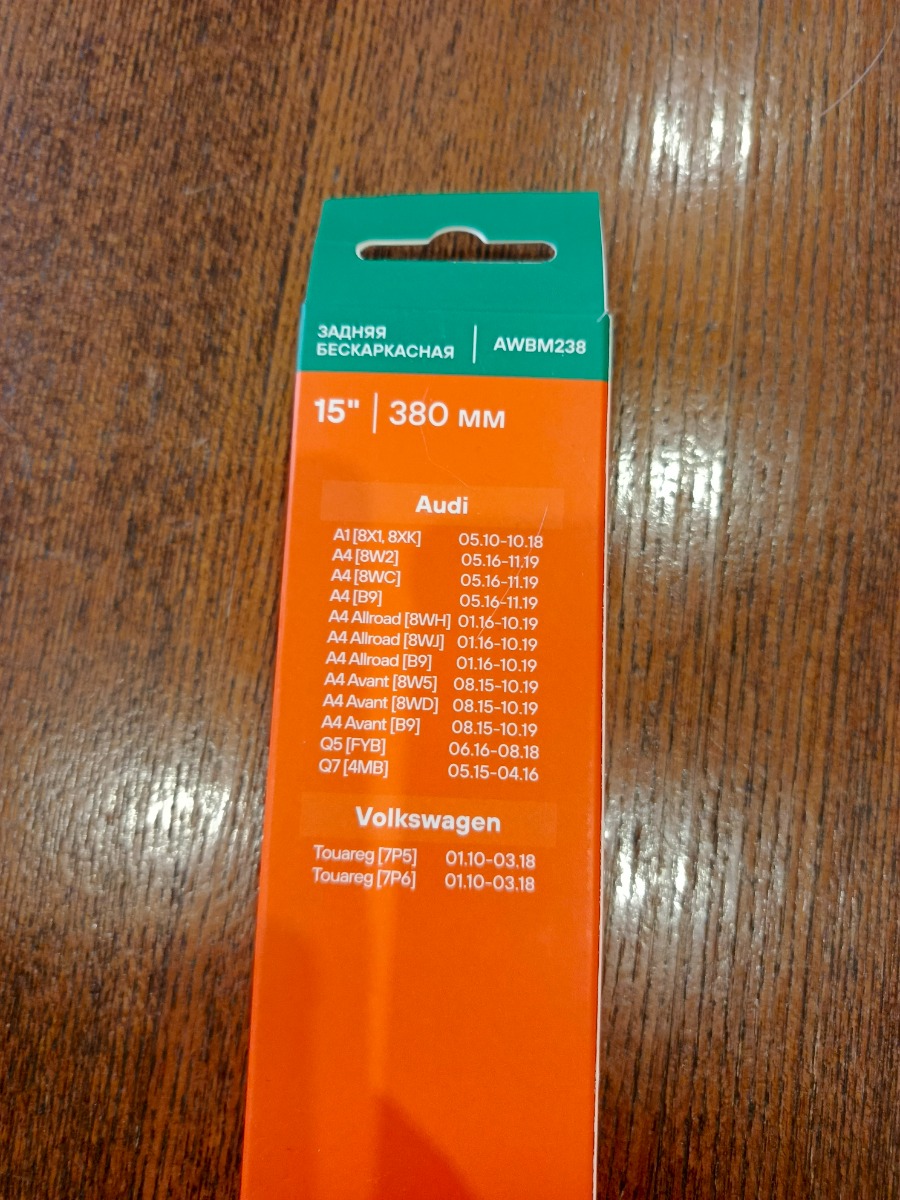 ЗАДНЯЯ
БЕСКАРКАСНАЯ | AWBM238
15" | 380 мм
Audi
A1 [8X1, 8XK] 05.10-10.18
A4 [8W2] 05.16-11.19
A4 [8WC] 05.16-11.19
A4 [B9] 05.16-11.19
A4 Allroad [8WH] 01.16-10.19
A4 Allroad [8WJ] 01.16-10.19
A4 Allroad [B9] 01.16-10.19
A4 Avant [8W5] 08.15-10.19
A4 Avant [8WD] 08.15-10.19
A4 Avant [B9] 08.15-10.19
Q5 [FYB] 06.16-08.18
Q7 [4MB] 05.15-04.16
Volkswagen
Touareg [7P5] 01.10-03.18
Touareg [7P6] 01.10-03.18